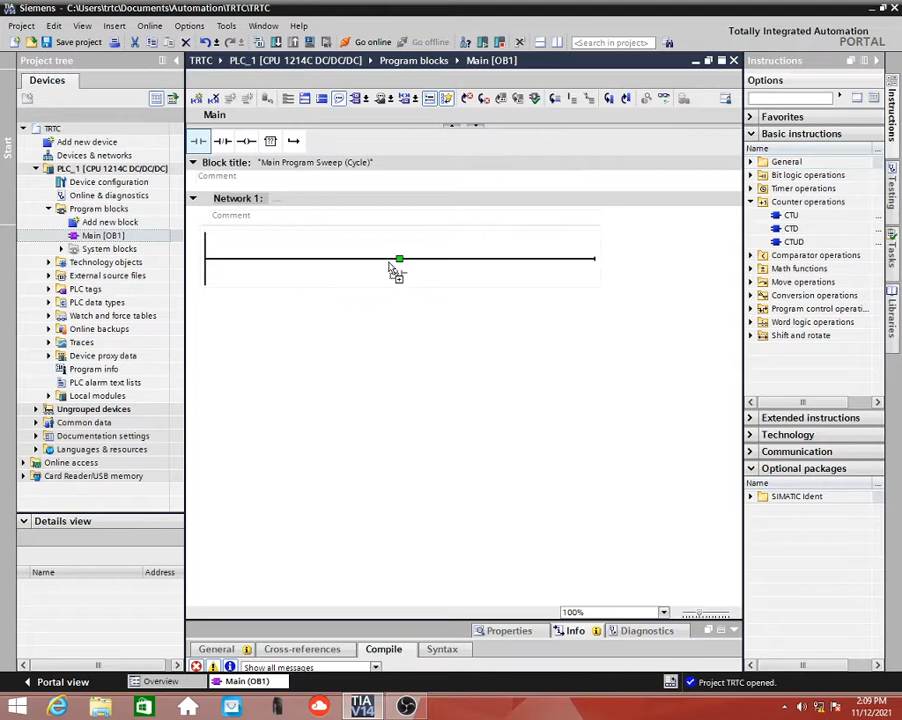 Siemens - C:\Users\trtc\Documents\Automation\TRTC\TRTC
Project Edit View Insert Online Options Tools Window Help
Save project Go online Go offline <Search in project>
Totally Integrated Automation
PORTAL
Project tree
TRTC ▸ PLC_1 [CPU 1214C DC/DC/DC] ▸ Program blocks ▸ Main [OB1]
Instructions
Devices
Options
Start
Main
Block title: "Main Program Sweep (Cycle)"
Comment
Network 1: ....
Comment
TRTC
Add new device
Devices & networks
PLC_1 [CPU 1214C DC/DC/DC]
Device configuration
Online & diagnostics
Program blocks
Add new block
Main [OB1]
System blocks
Technology objects
External source files
PLC tags
PLC data types
Watch and force tables
Online backups
Traces
Device proxy data
Program info
PLC alarm text lists
Local modules
Ungrouped devices
Common data
Documentation settings
Languages & resources
Online access
Card Reader/USB memory
Details view
Name Address
Favorites
Basic instructions
Name ...
General
Bit logic operations ...
Timer operations
Counter operations ...
CTU ...
CTD ...
CTUD ...
Comparator operations
Math functions
Move operations
Conversion operations
Program control operati...
Word logic operations
Shift and rotate
Extended instructions
Technology
Communication
Optional packages
Name ...
SIMATIC Ident
Instructions
Testing
Tasks
Libraries
100%
Properties Info Diagnostics
General Cross-references Compile Syntax
Show all messages
Portal view Overview Main (OB1) Project TRTC opened.
TIA V14
2:09 PM
11/12/2021